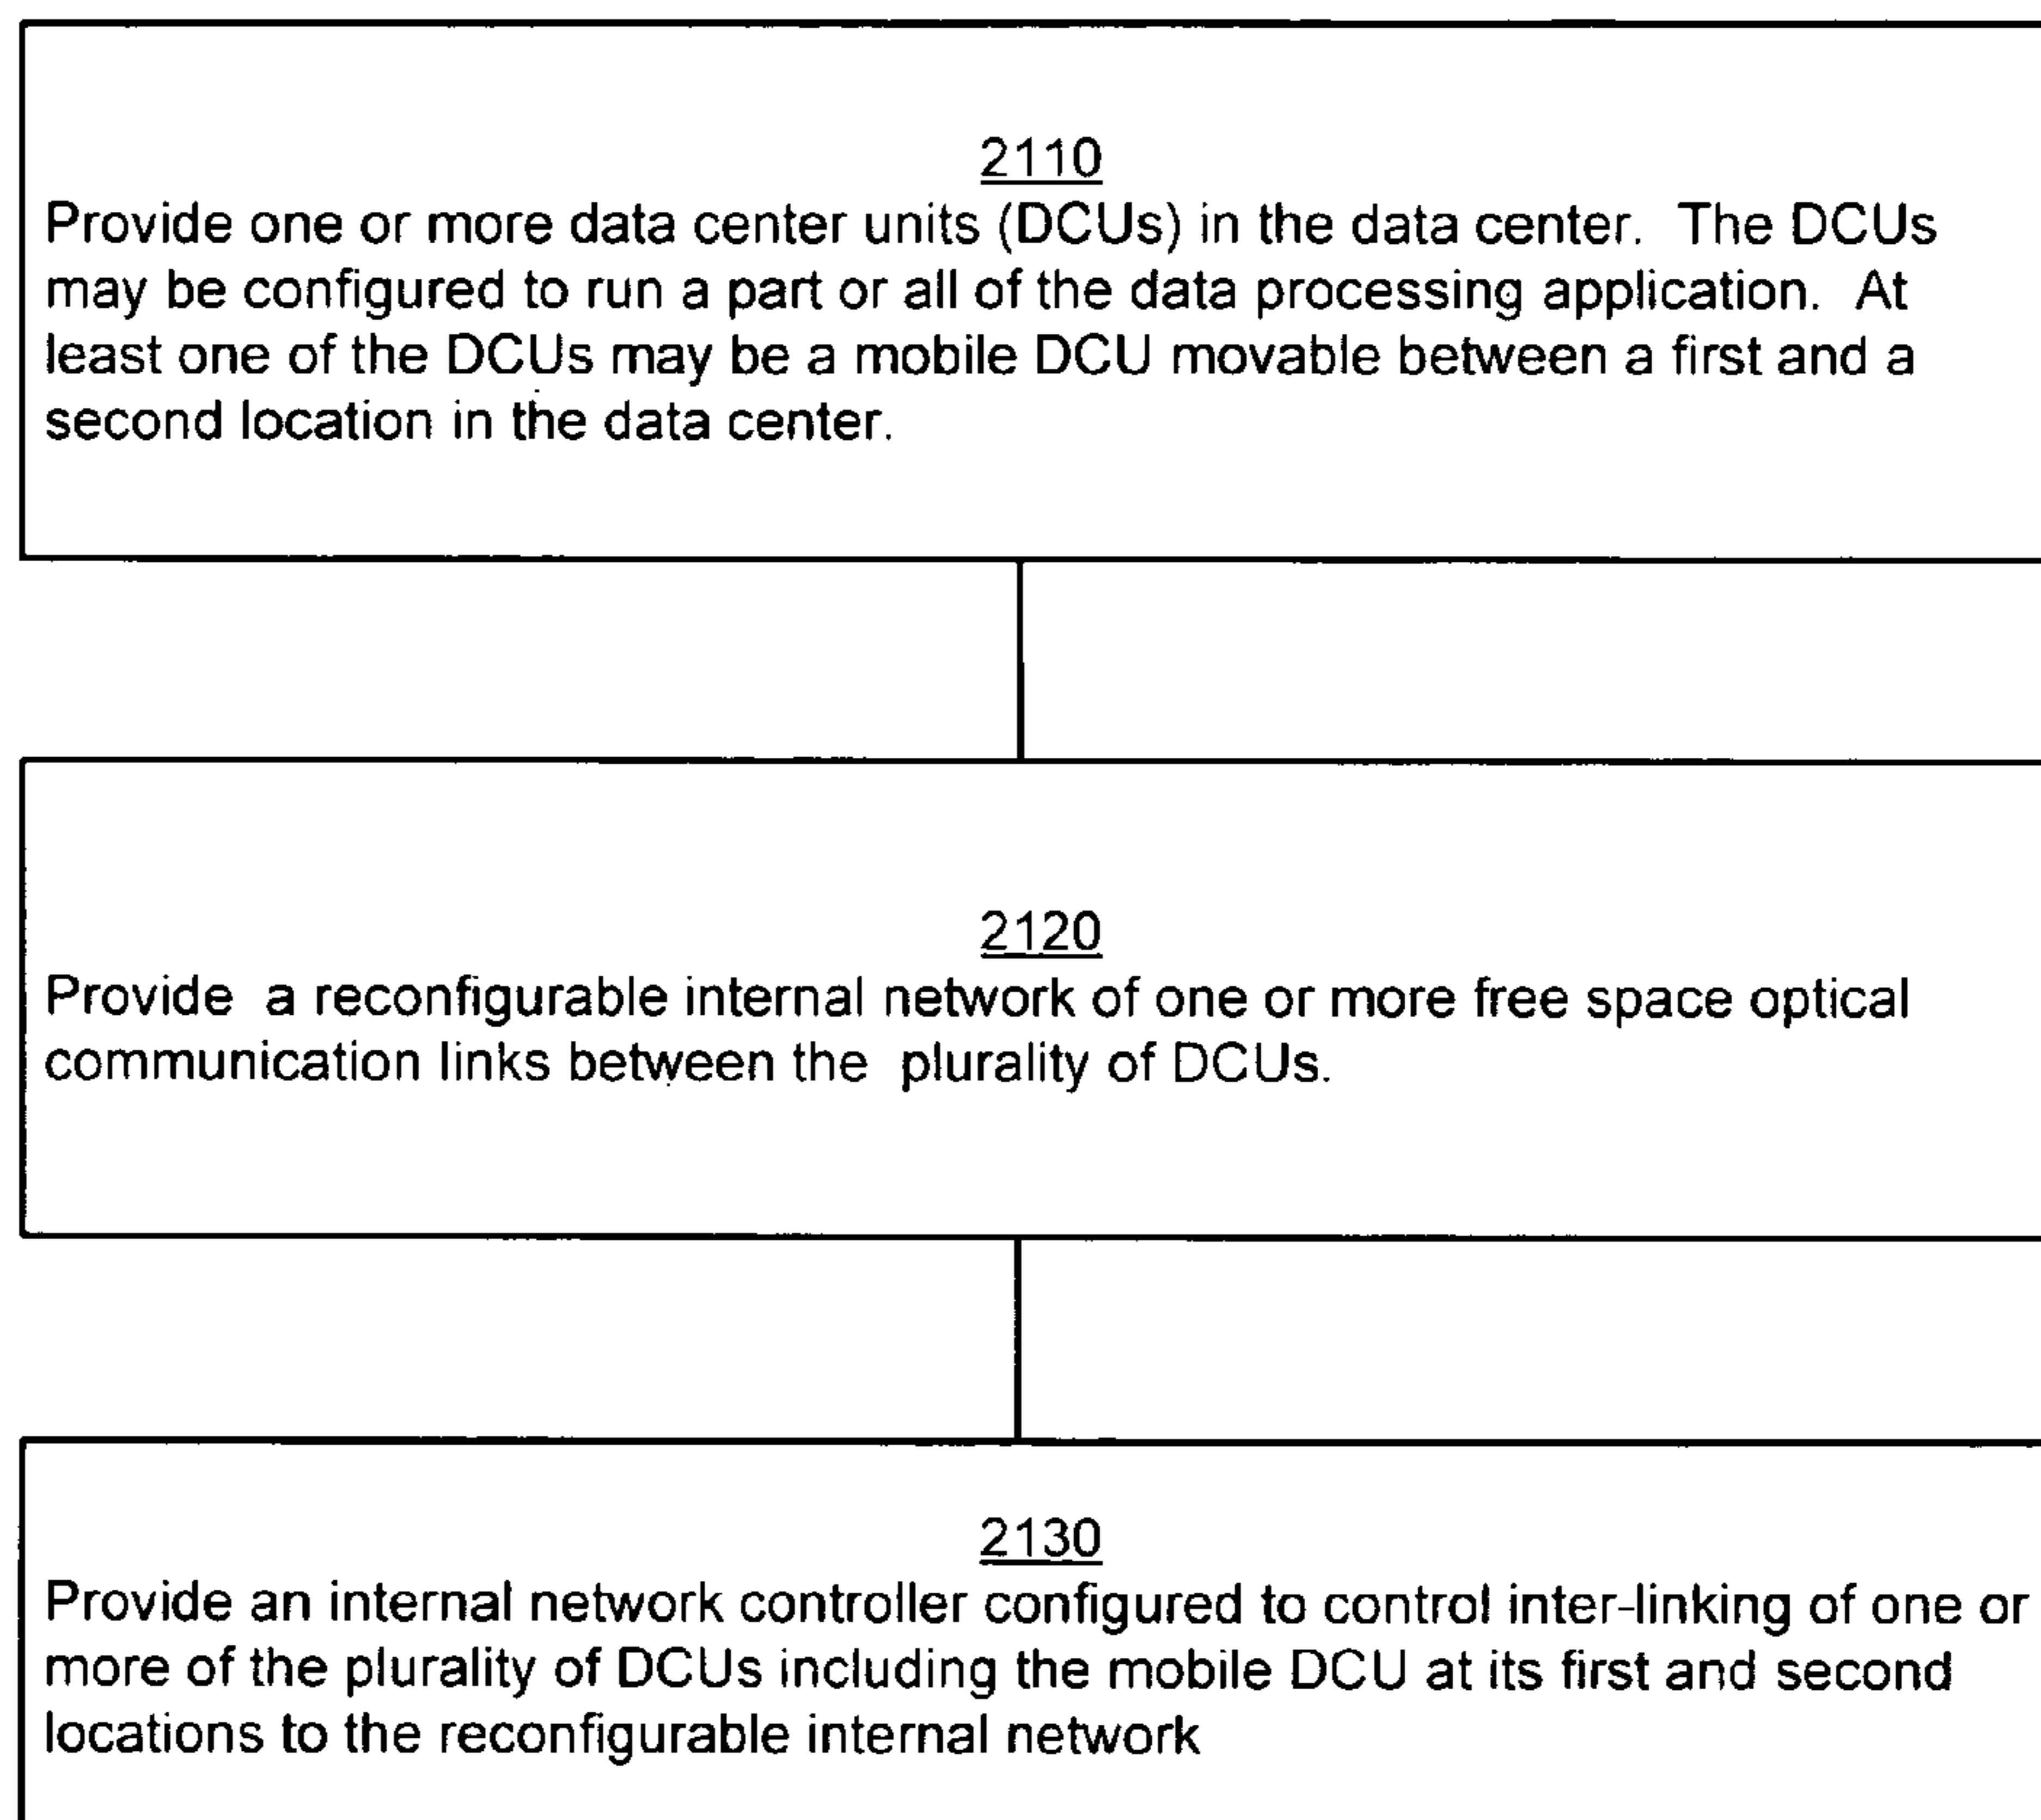 2110
Provide one or more data center units (DCUs) in the data center. The DCUs
may be configured to run a part or all of the data processing application. At
least one of the DCUs may be a mobile DCU movable between a first and a
second location in the data center.
2120
Provide a reconfigurable internal network of one or more free space optical
communication links between the plurality of DCUs.
2130
Provide an internal network controller configured to control inter-linking of one or
more of the plurality of DCUs including the mobile DCU at its first and second
locations to the reconfigurable internal network